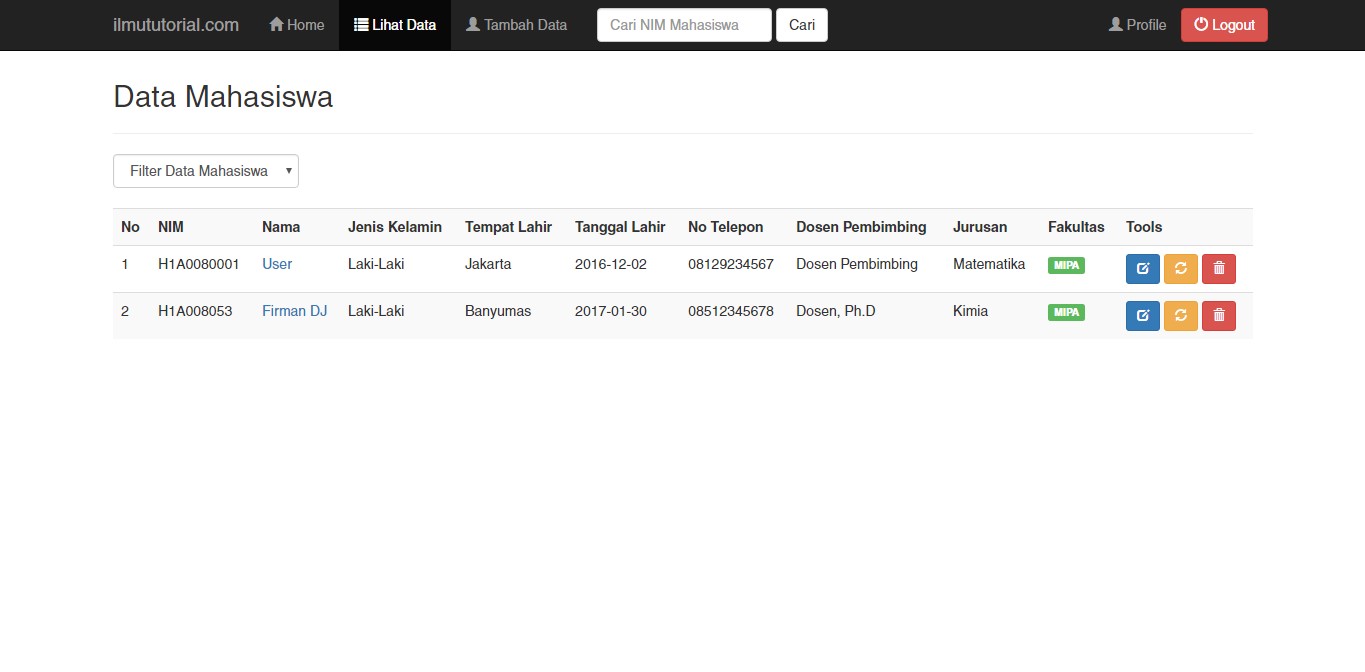 ilmututorial.com Home Lihat Data Tambah Data Cari NIM Mahasiswa Cari Profile Logout
Data Mahasiswa
Filter Data Mahasiswa
No NIM Nama Jenis Kelamin Tempat Lahir Tanggal Lahir No Telepon Dosen Pembimbing Jurusan Fakultas Tools
1 H1A0080001 User Laki-Laki Jakarta 2016-12-02 08129234567 Dosen Pembimbing Matematika MIPA
2 H1A008053 Firman DJ Laki-Laki Banyumas 2017-01-30 08512345678 Dosen, Ph.D Kimia MIPA